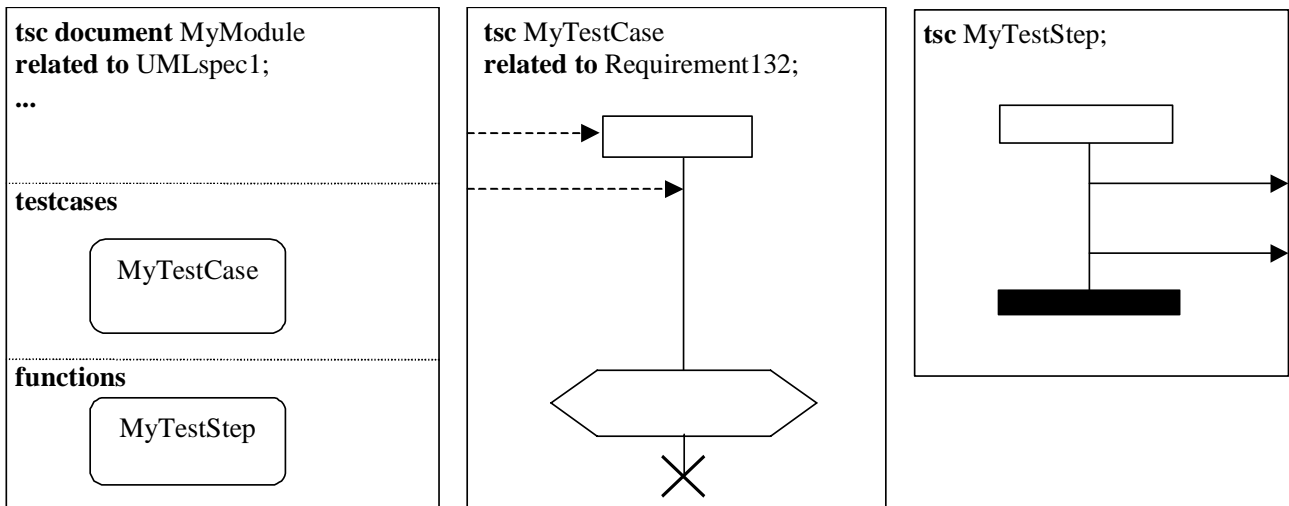 tsc document MyModule
related to UMLspec1;
...
testcases
MyTestCase
functions
MyTestStep
tsc MyTestCase
related to Requirement132;
tsc MyTestStep;